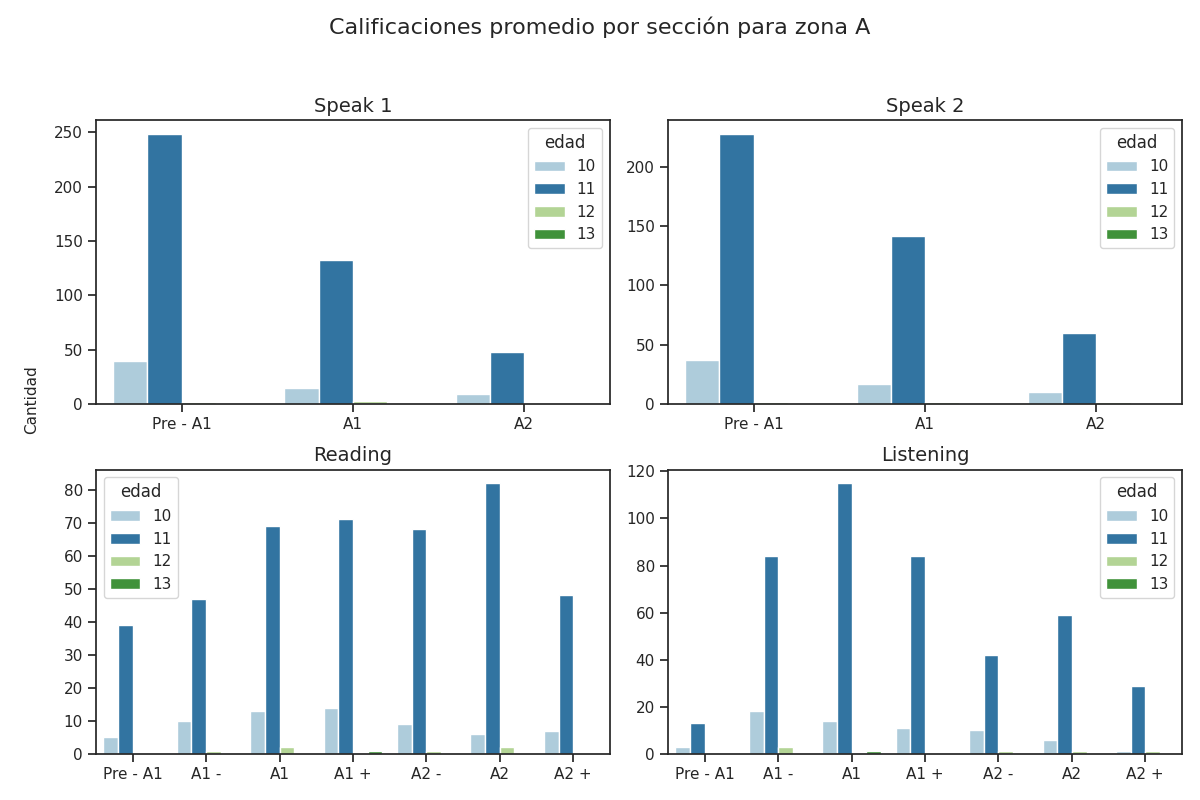 Calificaciones promedio por sección para zona A
Speak 1
250
200
150
100
50
0
Pre - A1
A1
A2
edad
10
11
12
13
Speak 2
200
150
100
50
0
Pre - A1
A1
A2
edad
10
11
12
13
Cantidad
Reading
80
70
60
50
40
30
20
10
0
Pre - A1
A1 -
A1
A1 +
A2 -
A2
A2 +
edad
10
11
12
13
Listening
120
100
80
60
40
20
0
Pre - A1
A1 -
A1
A1 +
A2 -
A2
A2 +
edad
10
11
12
13